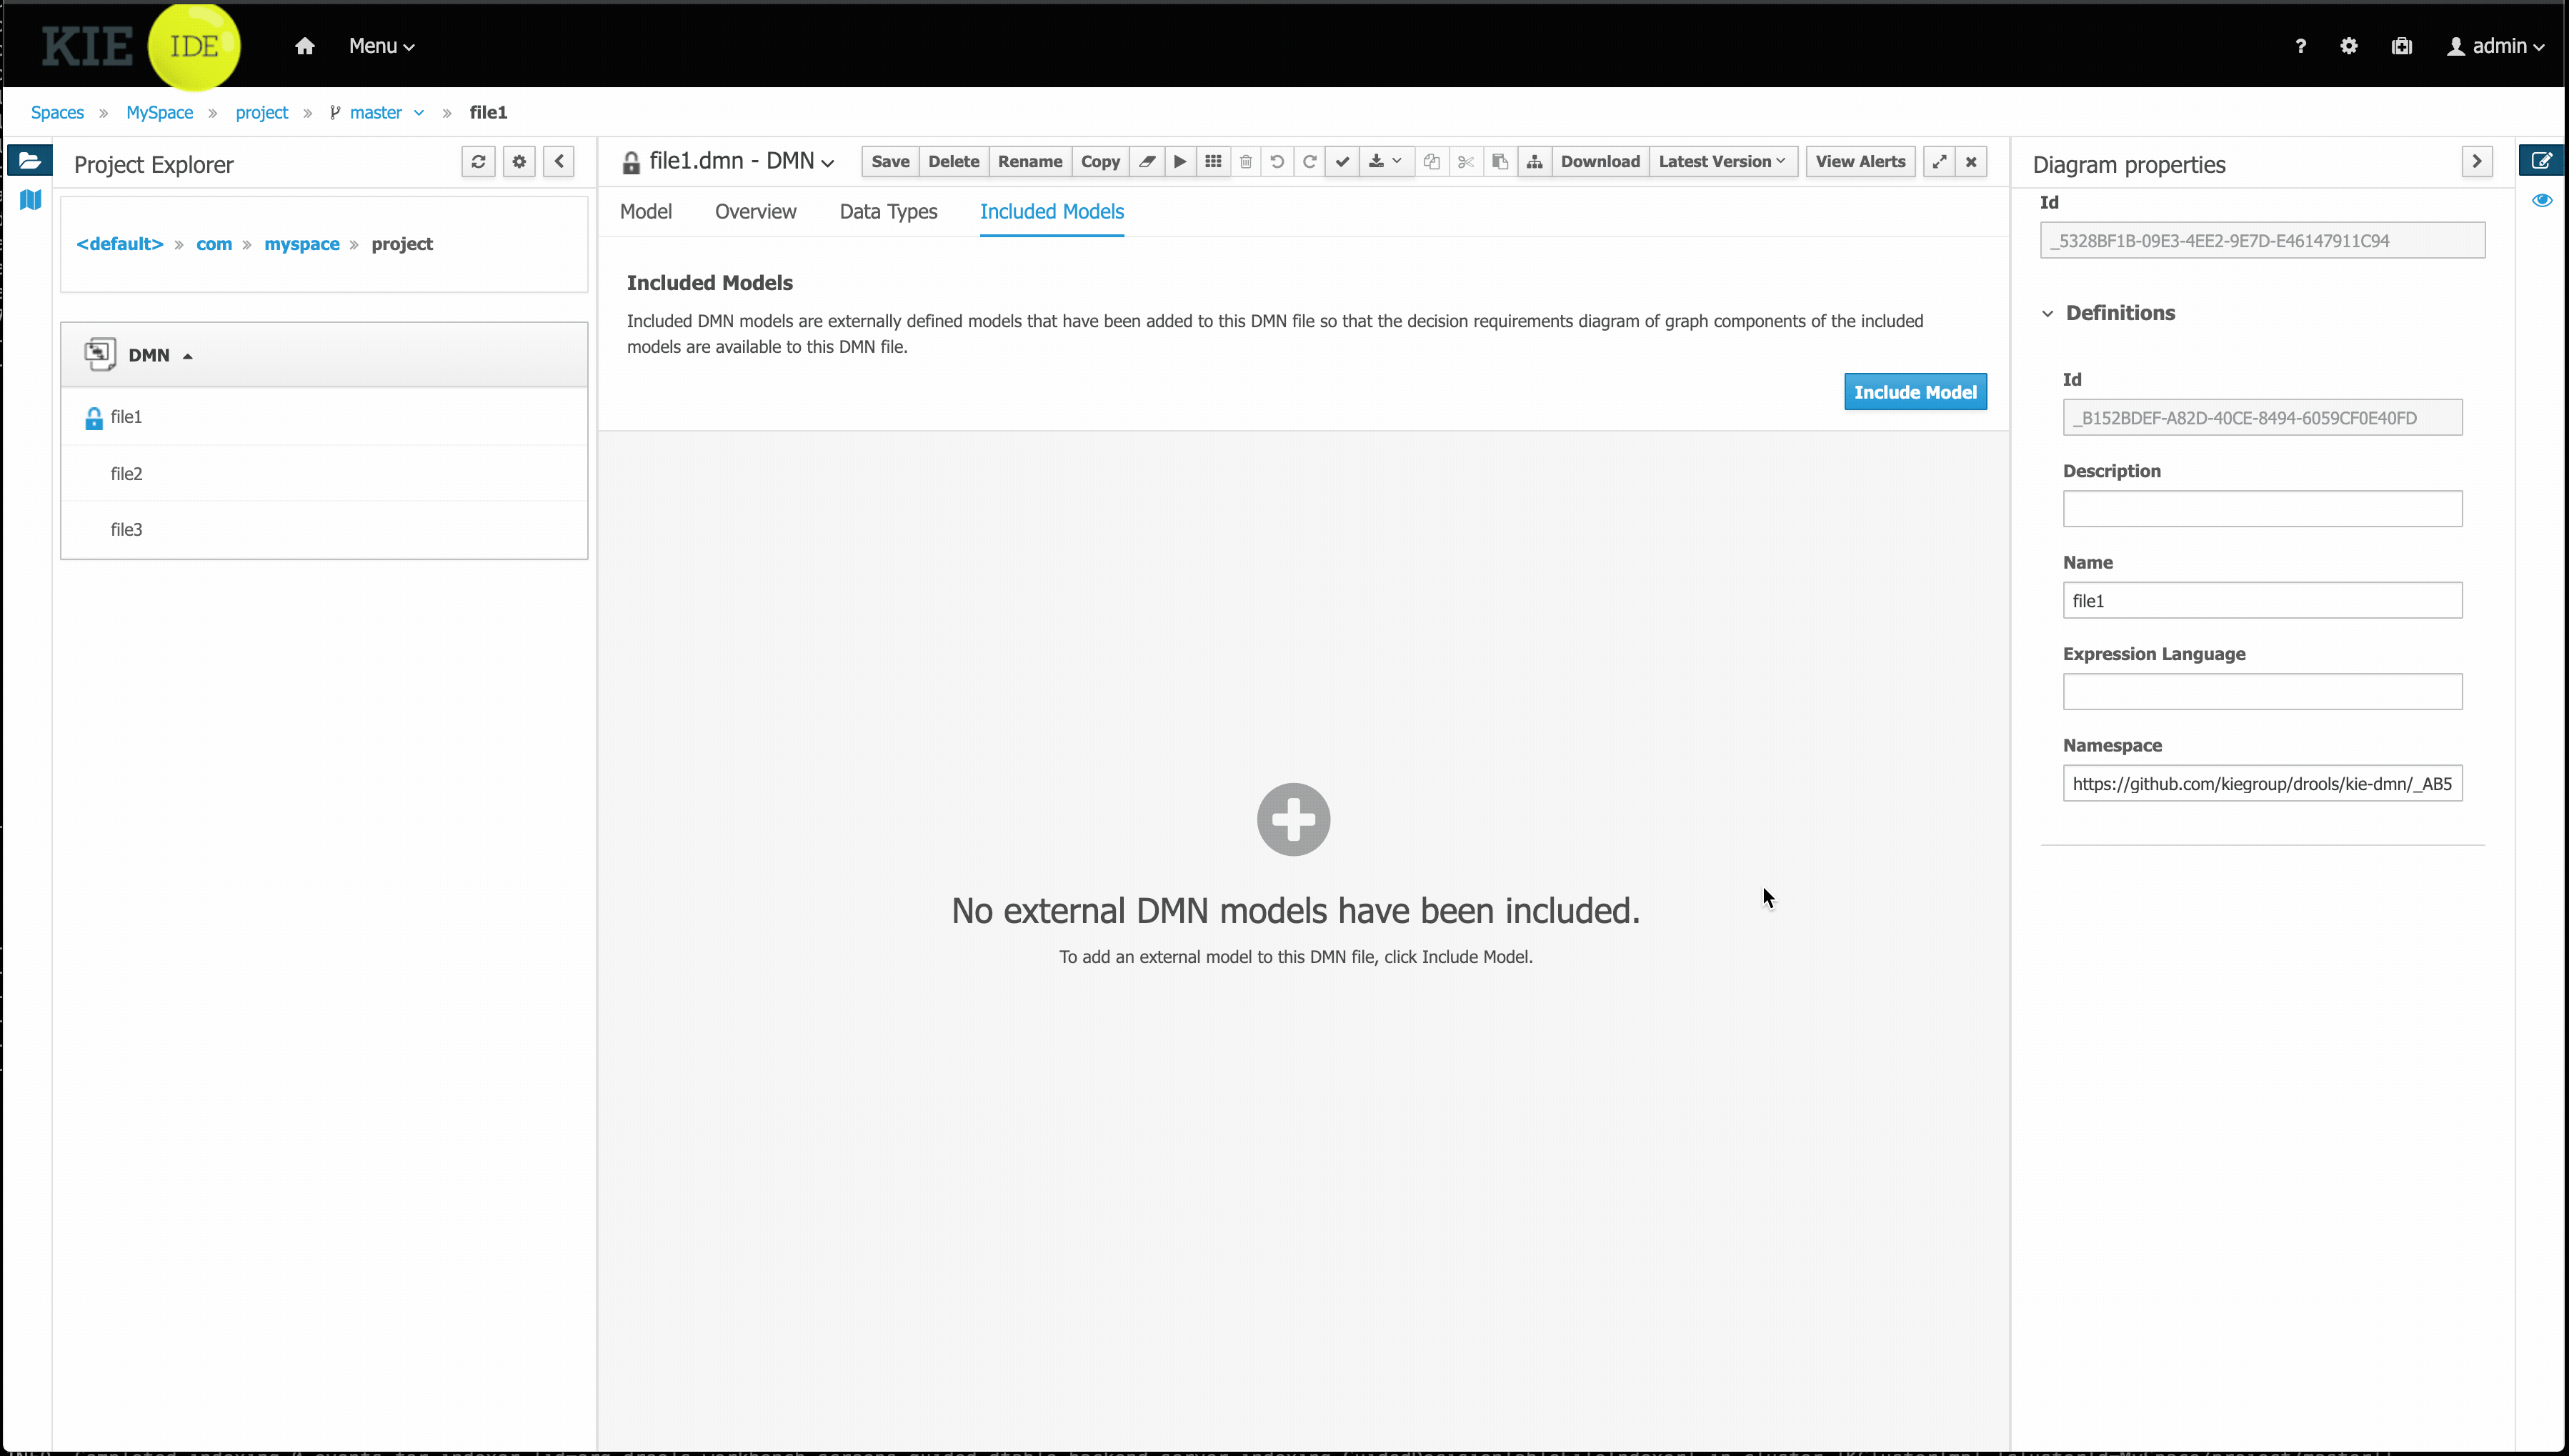 KIE IDE Menu ? admin
Spaces » MySpace » project » master » file1
Project Explorer
<default> » com » myspace » project
DMN
file1
file2
file3
file1.dmn - DMN
Save Delete Rename Copy Download Latest Version View Alerts
Model Overview Data Types Included Models
Included Models
Included DMN models are externally defined models that have been added to this DMN file so that the decision requirements diagram of graph components of the included
models are available to this DMN file.
Include Model
No external DMN models have been included.
To add an external model to this DMN file, click Include Model.
Diagram properties
Id
_5328BF1B-09E3-4EE2-9E7D-E46147911C94
Definitions
Id
_B152BDEF-A82D-40CE-8494-6059CF0E40FD
Description
Name
file1
Expression Language
Namespace
https://github.com/kiegroup/drools/kie-dmn/_AB5